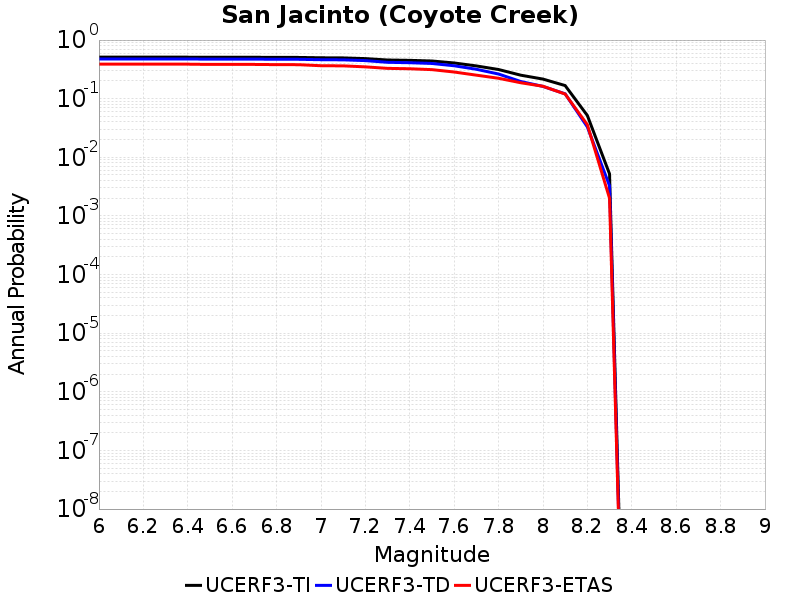 San Jacinto (Coyote Creek)
Annual Probability
10^0
10^-1
10^-2
10^-3
10^-4
10^-5
10^-6
10^-7
10^-8
6 6.2 6.4 6.6 6.8 7 7.2 7.4 7.6 7.8 8 8.2 8.4 8.6 8.8 9
Magnitude
UCERF3-TI UCERF3-TD UCERF3-ETAS